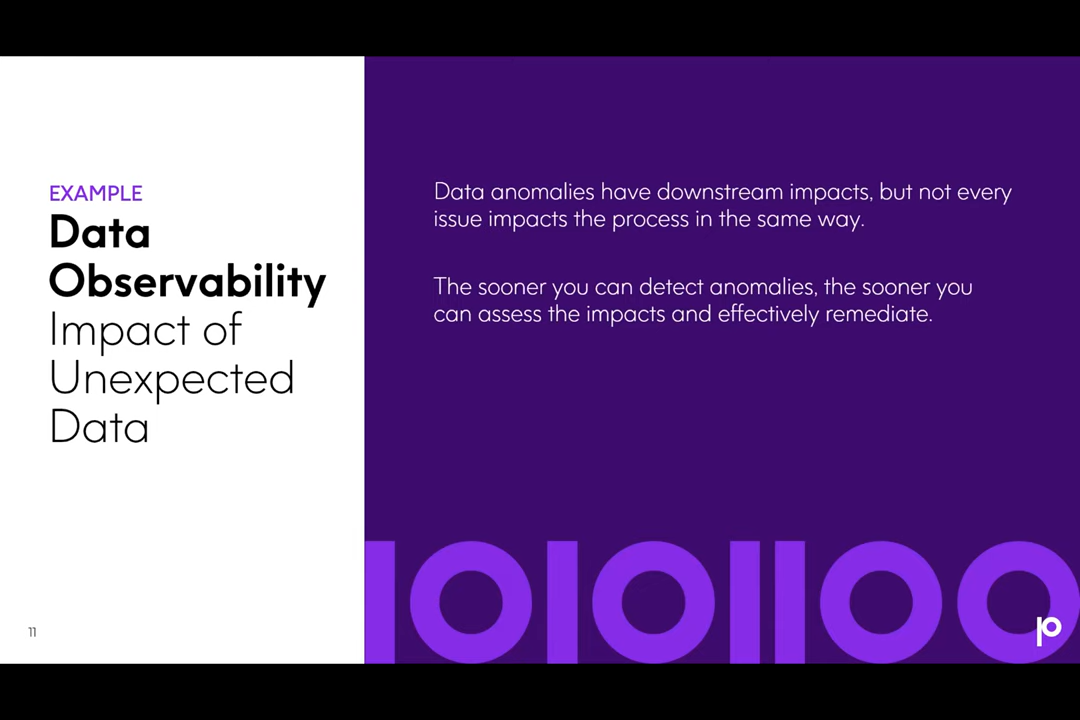 EXAMPLE
Data
Observability
Impact of
Unexpected
Data
Data anomalies have downstream impacts, but not every
issue impacts the process in the same way.
The sooner you can detect anomalies, the sooner you
can assess the impacts and effectively remediate.
10101100
11
p